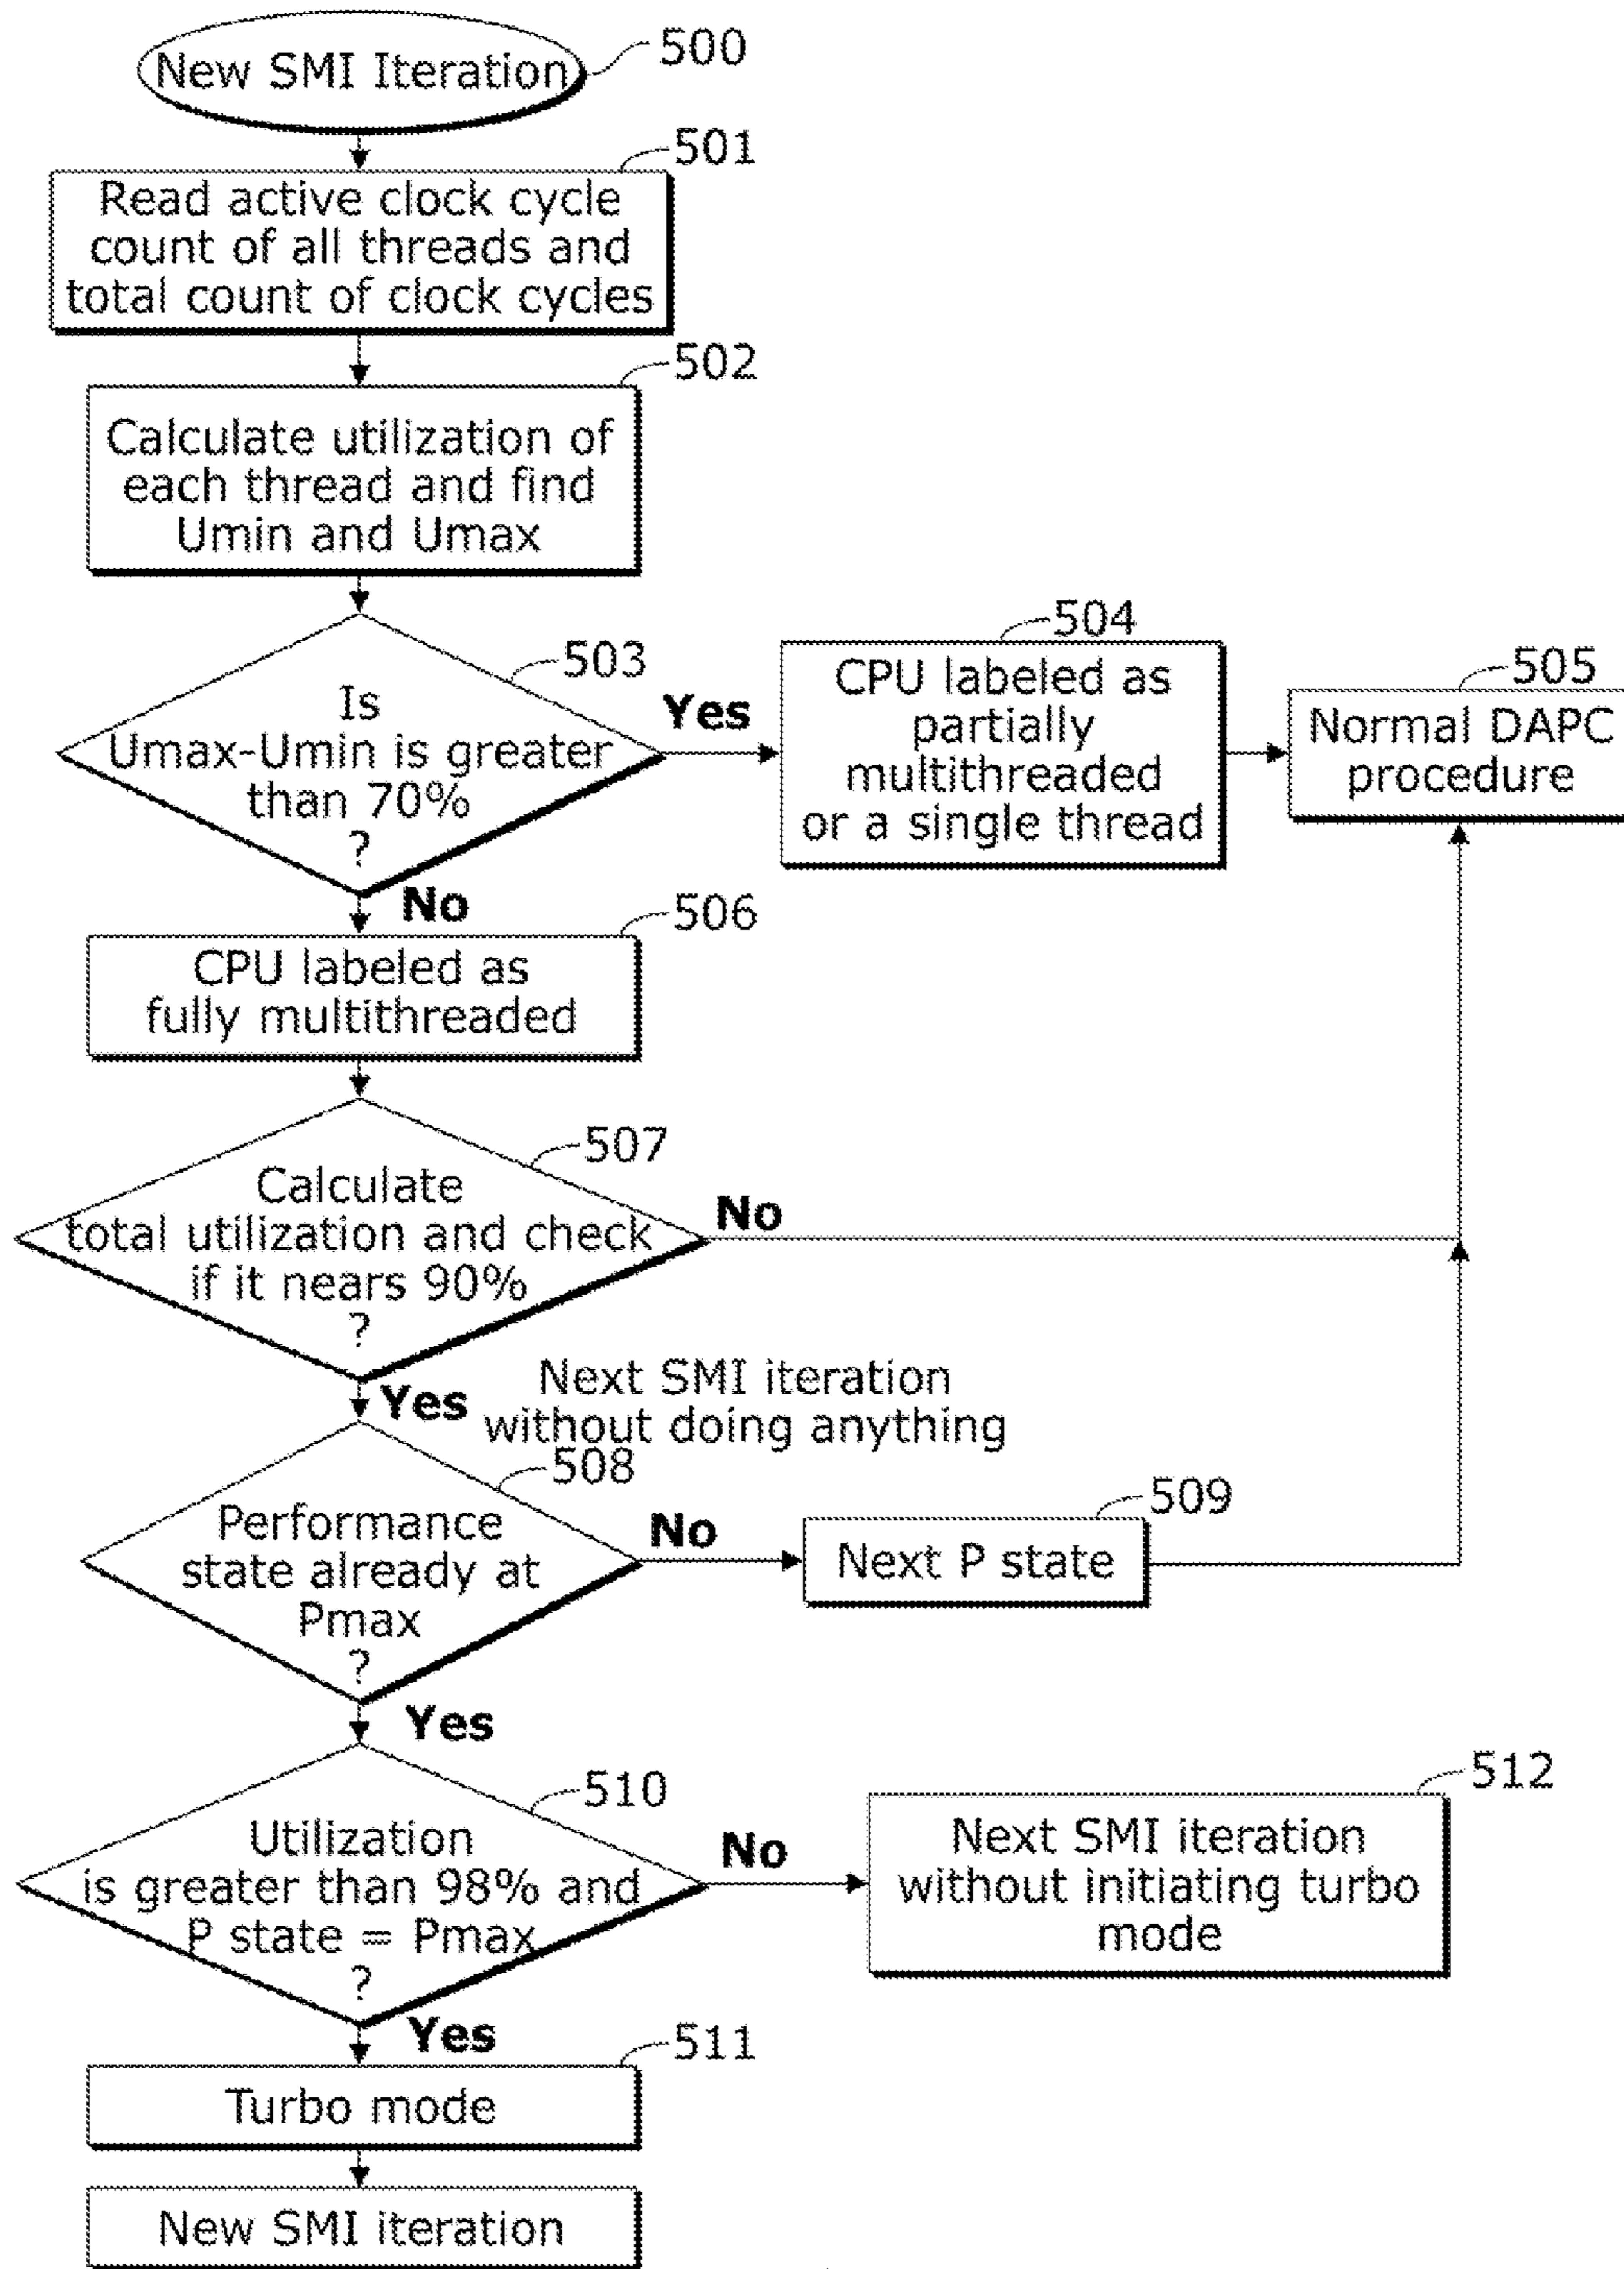 New SMI Iteration
500
501
Read active clock cycle
count of all threads and
total count of clock cycles
502
Calculate utilization of
each thread and find
Umin and Umax
503
Is
Umax-Umin is greater
than 70%
?
Yes
504
CPU labeled as
partially
multithreaded
or a single thread
505
Normal DAPC
procedure
No
506
CPU labeled as
fully multithreaded
507
Calculate
total utilization and check
if it nears 90%
?
No
Yes
Next SMI iteration
without doing anything
508
Performance
state already at
Pmax
?
No
509
Next P state
Yes
510
Utilization
is greater than 98% and
P state = Pmax
?
No
512
Next SMI iteration
without initiating turbo
mode
Yes
511
Turbo mode
New SMI iteration